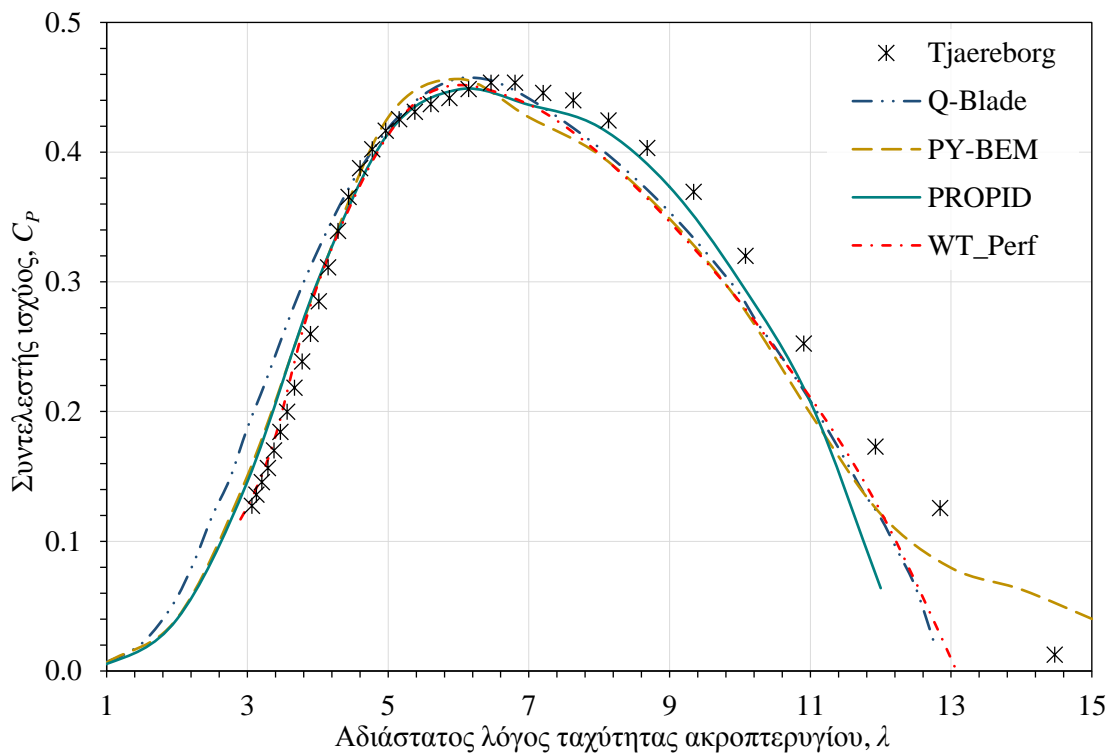 0.5
0.4
0.3
0.2
0.1
0.0
Συντελεστής ισχύος, C_P
1 3 5 7 9 11 13 15
Αδιάστατος λόγος ταχύτητας ακροπτερυγίου, λ
Tjaereborg
Q-Blade
PY-BEM
PROPID
WT_Perf